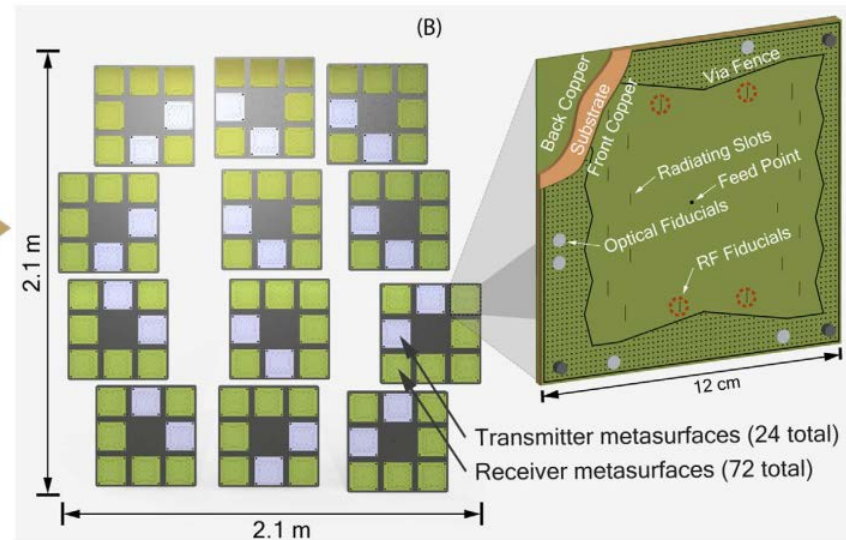 (B)
2.1 m
2.1 m
Back Copper
Substrate
Front Copper
Via Fence
Radiating Slots
Feed Point
Optical Fiducials
RF Fiducials
12 cm
Transmitter metasurfaces (24 total)
Receiver metasurfaces (72 total)